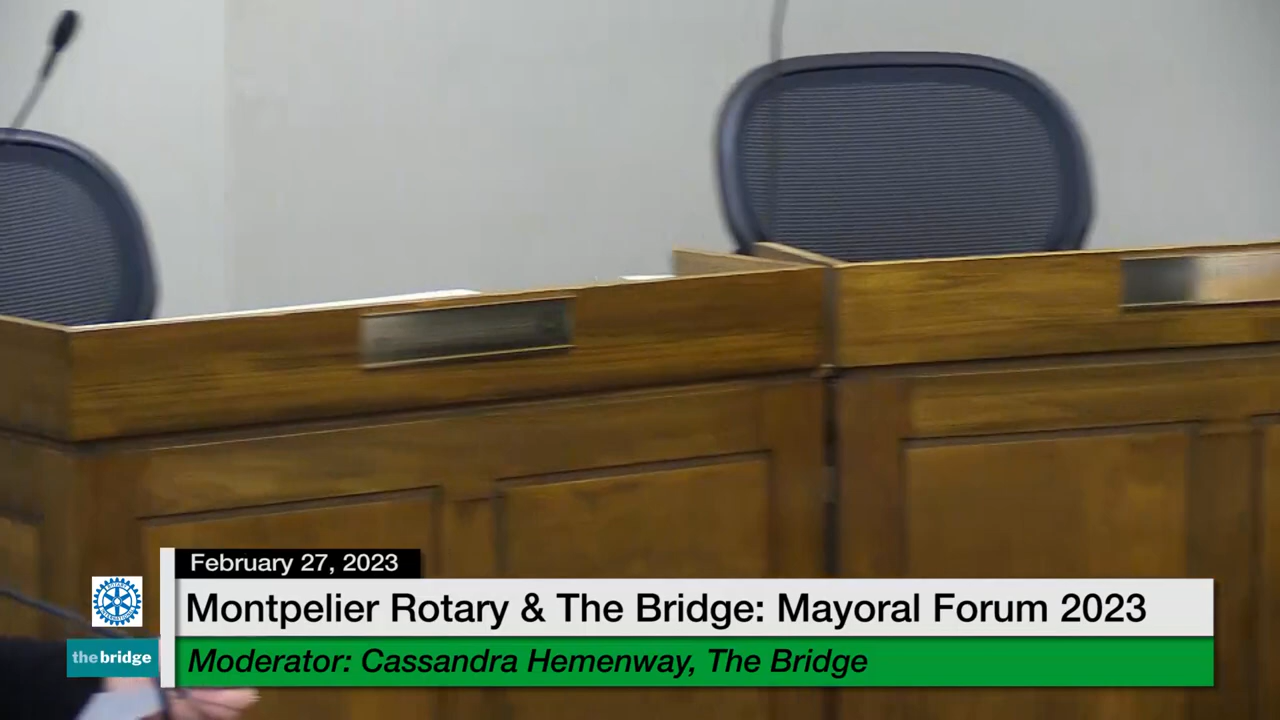 February 27, 2023
Montpelier Rotary & The Bridge: Mayoral Forum 2023
the bridge
Moderator: Cassandra Hemenway, The Bridge